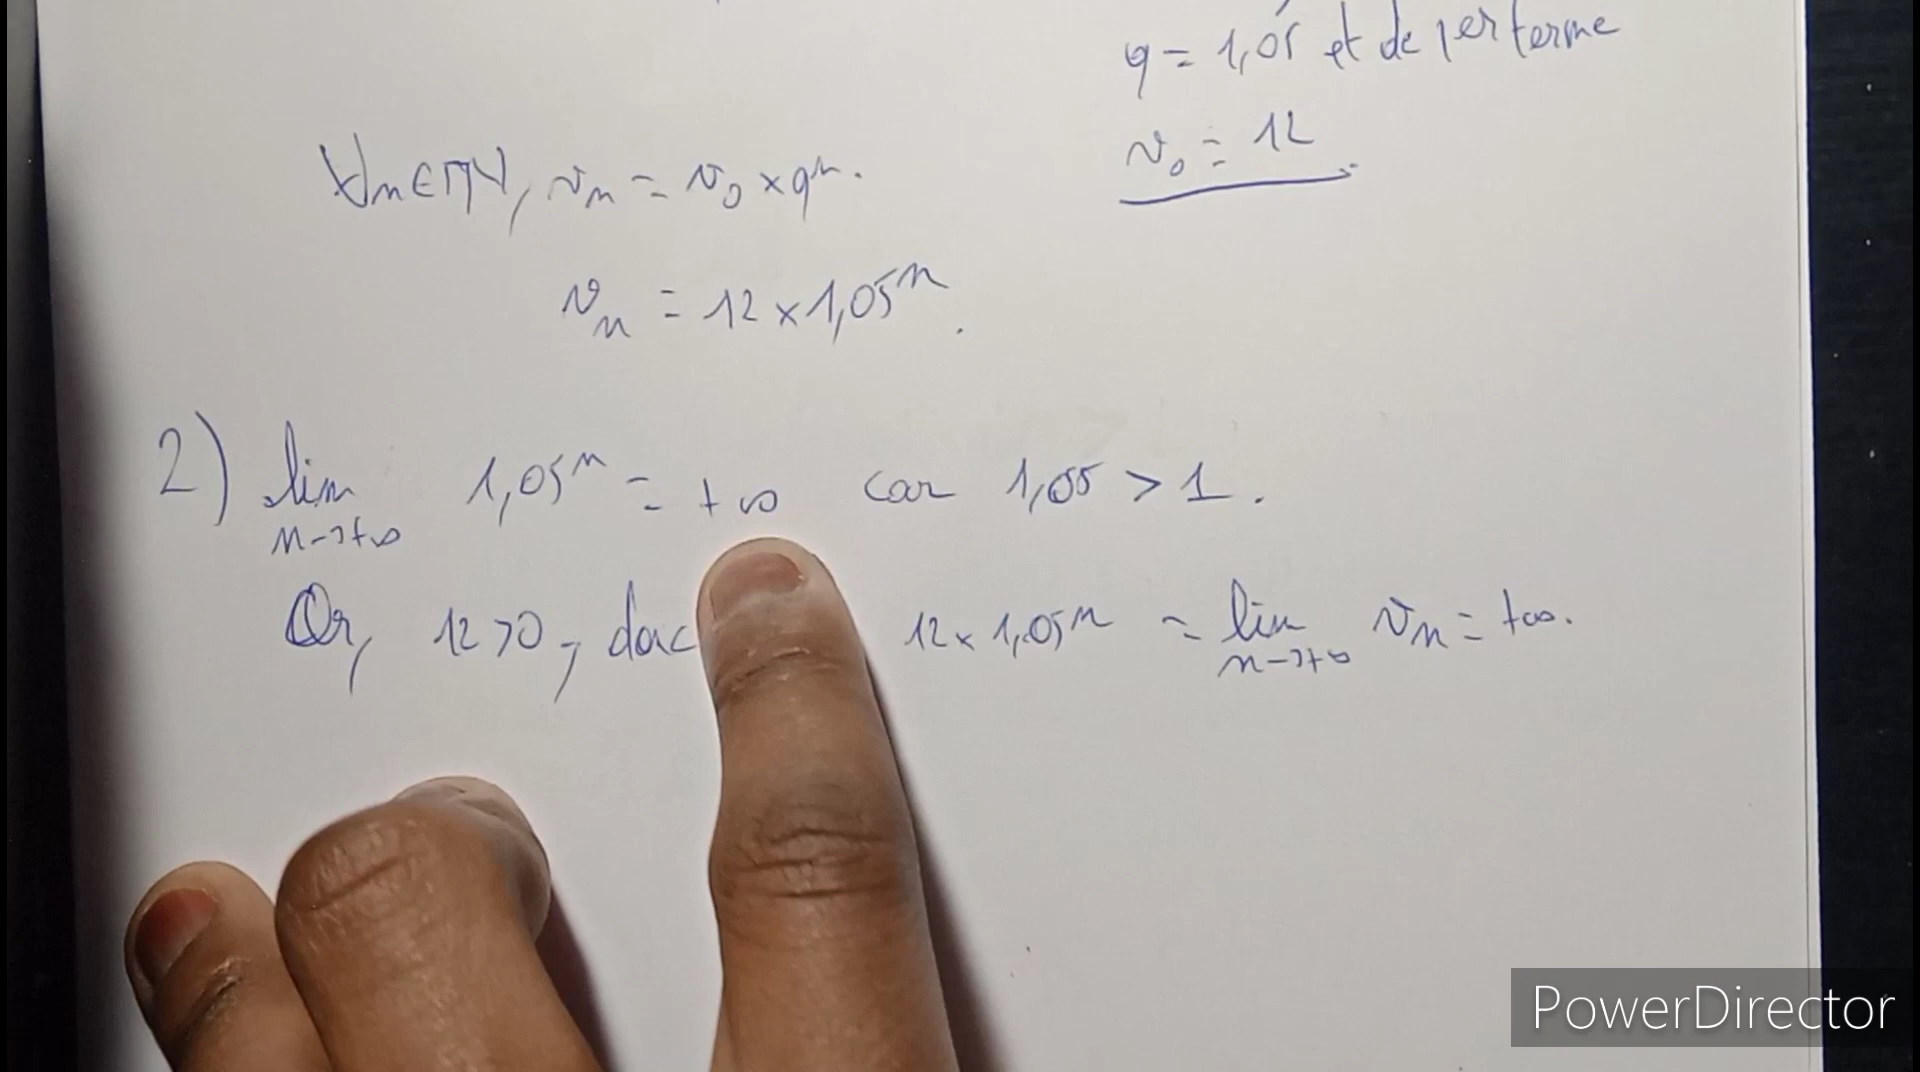 q = 1,05 et de 1er terme
v₀ = 12
∀n∈ℕ, vₙ = v₀ × qⁿ.
vₙ = 12 × 1,05ⁿ.
2) lim 1,05ⁿ = +∞ car 1,05 > 1.
n→+∞
Or, 12>0, donc 12 × 1,05ⁿ = lim vₙ = +∞.
n→+∞
PowerDirector